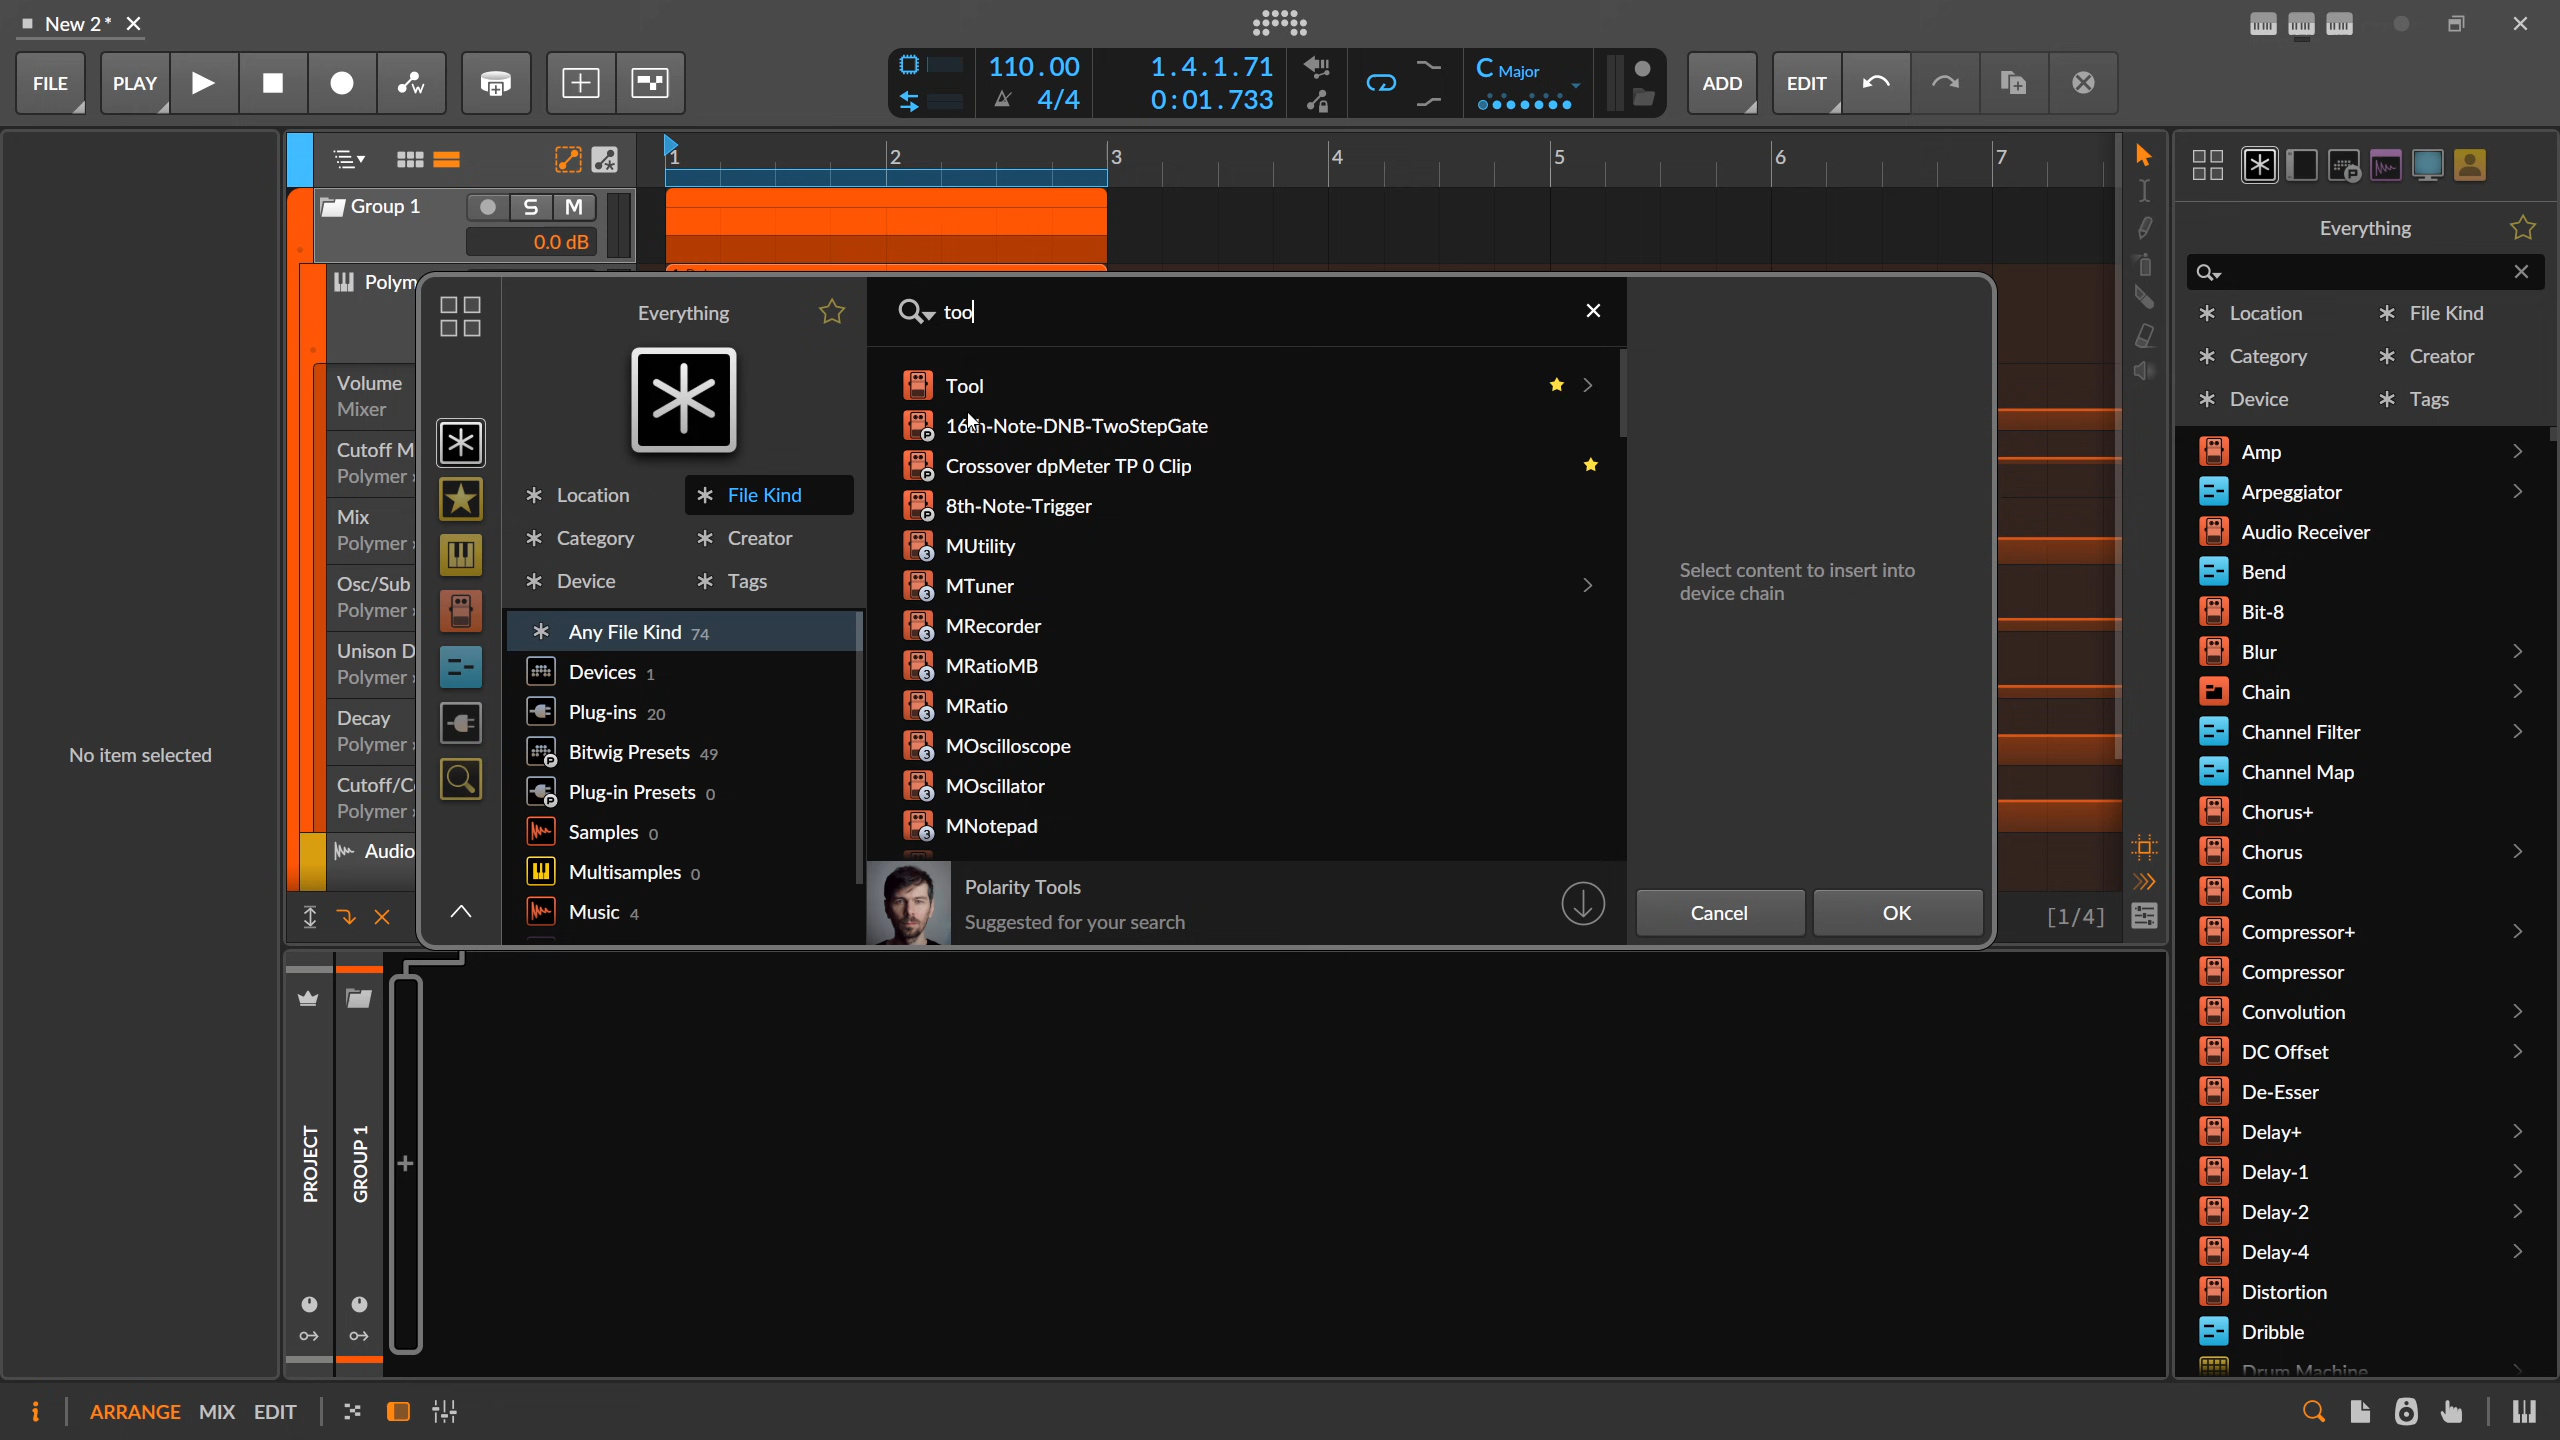 New 2*
FILE
PLAY
110.00
4/4
1.4.1.71
0:01.733
C Major
ADD
EDIT
1 2 3 4 5 6 7
Group 1
S M
0.0 dB
Polym
Volume
Mixer
Cutoff M
Polymer
Mix
Polymer
Osc/Sub
Polymer
Unison D
Polymer
Decay
Polymer
Cutoff/C
Polymer
Audio
No item selected
Everything
Location
File Kind
Category
Creator
Device
Tags
Any File Kind 74
Devices 1
Plug-ins 20
Bitwig Presets 49
Plug-in Presets 0
Samples 0
Multisamples 0
Music 4
too
Tool
16th-Note-DNB-TwoStepGate
Crossover dpMeter TP 0 Clip
8th-Note-Trigger
MUtility
MTuner
MRecorder
MRatioMB
MRatio
MOscilloscope
MOscillator
MNotepad
Polarity Tools
Suggested for your search
Select content to insert into
device chain
Cancel
OK
[1/4]
PROJECT
GROUP 1
Everything
Location
File Kind
Category
Creator
Device
Tags
Amp
Arpeggiator
Audio Receiver
Bend
Bit-8
Blur
Chain
Channel Filter
Channel Map
Chorus+
Chorus
Comb
Compressor+
Compressor
Convolution
DC Offset
De-Esser
Delay+
Delay-1
Delay-2
Delay-4
Distortion
Dribble
Drum Machine
ARRANGE
MIX
EDIT